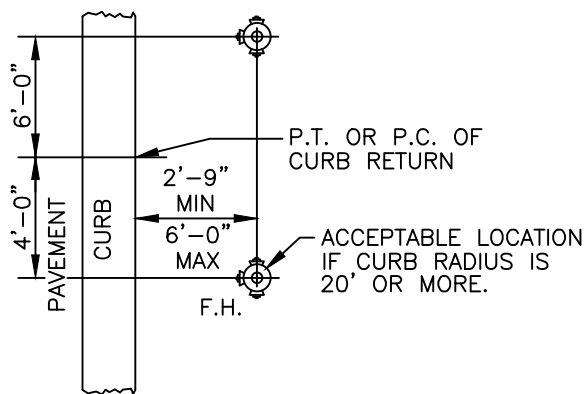 6'-0"
P.T. OR P.C. OF
CURB RETURN
4'-0"
PAVEMENT
CURB
2'-9"
MIN
6'-0"
MAX
ACCEPTABLE LOCATION
IF CURB RADIUS IS
20' OR MORE.
F.H.